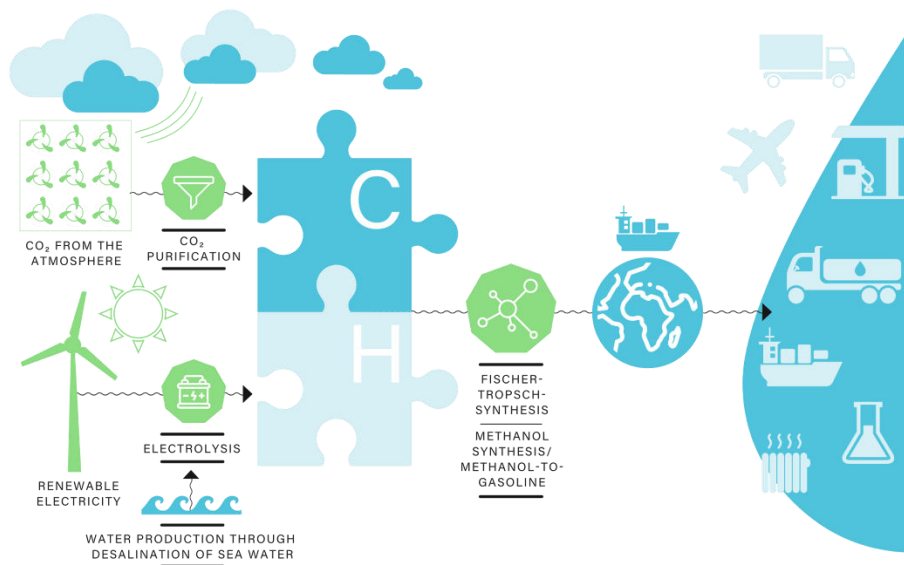 CO₂ FROM THE
ATMOSPHERE
CO₂
PURIFICATION
C
H
RENEWABLE
ELECTRICITY
ELECTROLYSIS
WATER PRODUCTION THROUGH
DESALINATION OF SEA WATER
FISCHER-
TROPSCH-
SYNTHESIS
METHANOL
SYNTHESIS/
METHANOL-TO-
GASOLINE